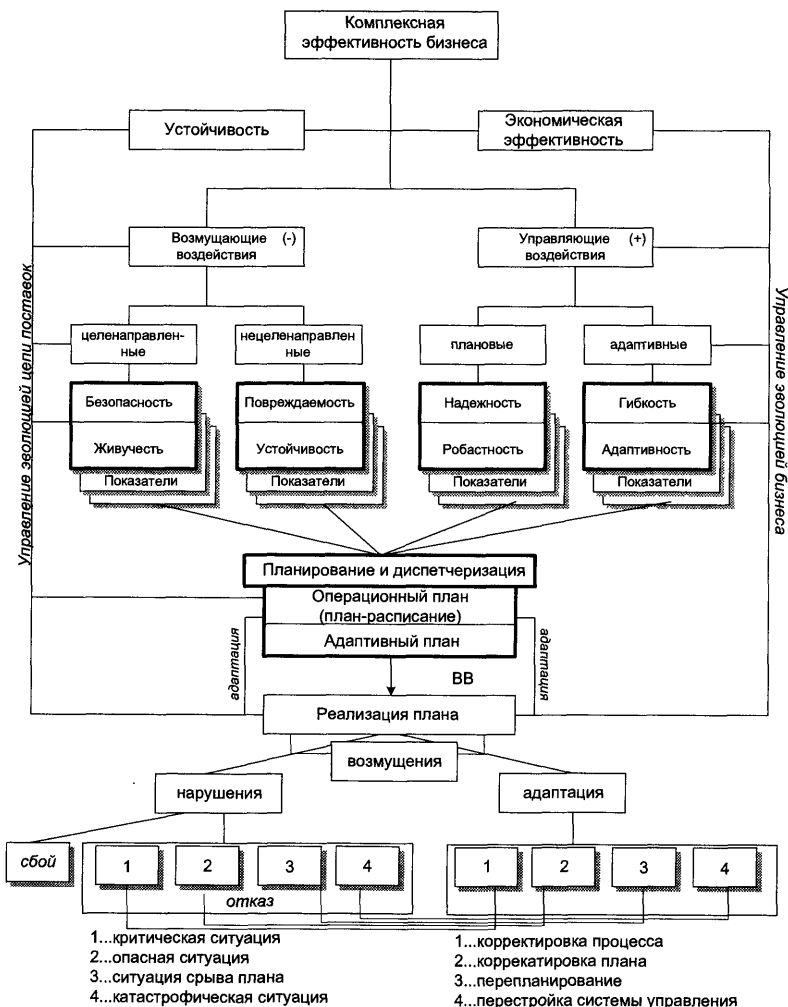 Комплексная
эффективность бизнеса
Устойчивость
Экономическая
эффективность
Возмущающие (-)
воздействия
Управляющие (+)
воздействия
Управление эволюцией цепи поставок
Управление эволюцией бизнеса
целенаправлен-
ные
нецеленаправлен
ные
плановые
адаптивные
Безопасность
Повреждаемость
Надежность
Гибкость
Живучесть
Устойчивость
Робастность
Адаптивность
Показатели
Показатели
Показатели
Показатели
Планирование и диспетчеризация
Операционный план
(план-расписание)
Адаптивный план
адаптация
адаптация
ВВ
Реализация плана
возмущения
нарушения
адаптация
сбой
1 2 3 4
1 2 3 4
отказ
1...критическая ситуация
2...опасная ситуация
3...ситуация срыва плана
4...катастрофическая ситуация
1...корректировка процесса
2...коррекатировка плана
3...перепланирование
4...перестройка системы управления